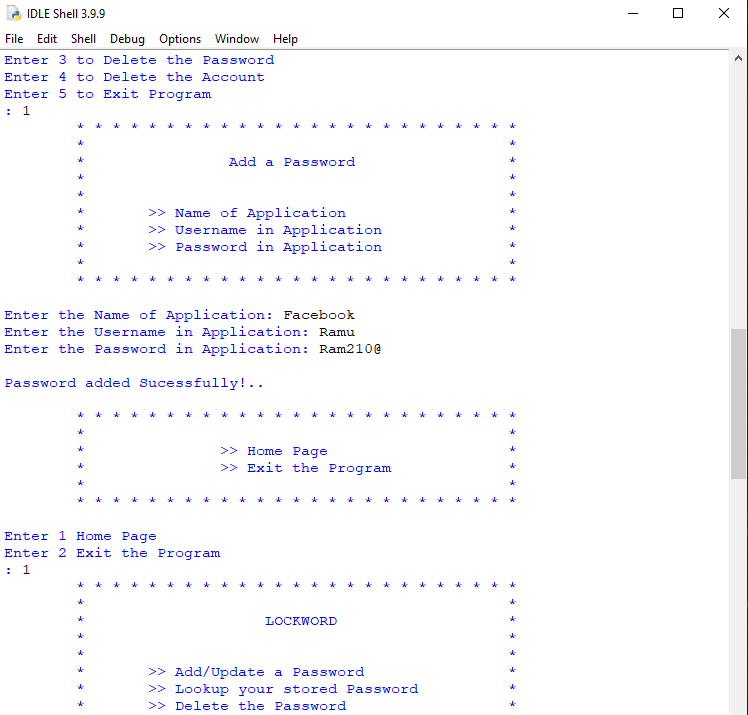 IDLE Shell 3.9.9
File Edit Shell Debug Options Window Help
Enter 3 to Delete the Password
Enter 4 to Delete the Account
Enter 5 to Exit Program
: 1
* * * * * * * * * * * * * * * * * * * * * * * * *
* *
* Add a Password *
* *
* *
* >> Name of Application *
* >> Username in Application *
* >> Password in Application *
* *
* * * * * * * * * * * * * * * * * * * * * * * * *
Enter the Name of Application: Facebook
Enter the Username in Application: Ramu
Enter the Password in Application: Ram210@
Password added Sucessfully!..
* * * * * * * * * * * * * * * * * * * * * * * * *
* *
* >> Home Page *
* >> Exit the Program *
* *
* * * * * * * * * * * * * * * * * * * * * * * * *
Enter 1 Home Page
Enter 2 Exit the Program
: 1
* * * * * * * * * * * * * * * * * * * * * * * * *
* *
* LOCKWORD *
* *
* *
* >> Add/Update a Password *
* >> Lookup your stored Password *
* >> Delete the Password *